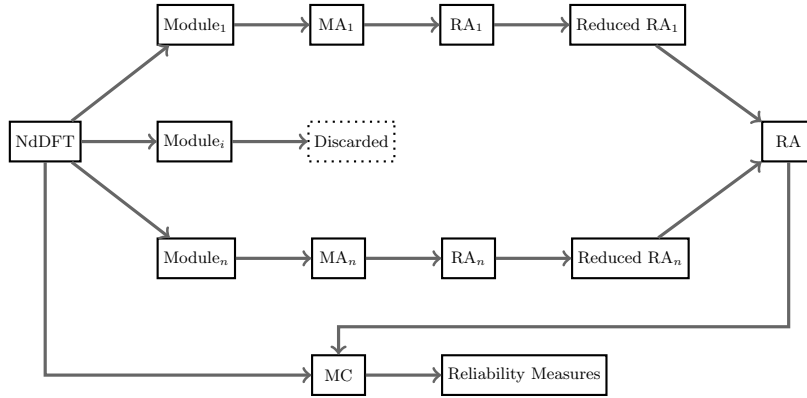 Module₁ MA₁ RA₁ Reduced RA₁
NdDFT Moduleᵢ Discarded RA
Moduleₙ MAₙ RAₙ Reduced RAₙ
MC Reliability Measures